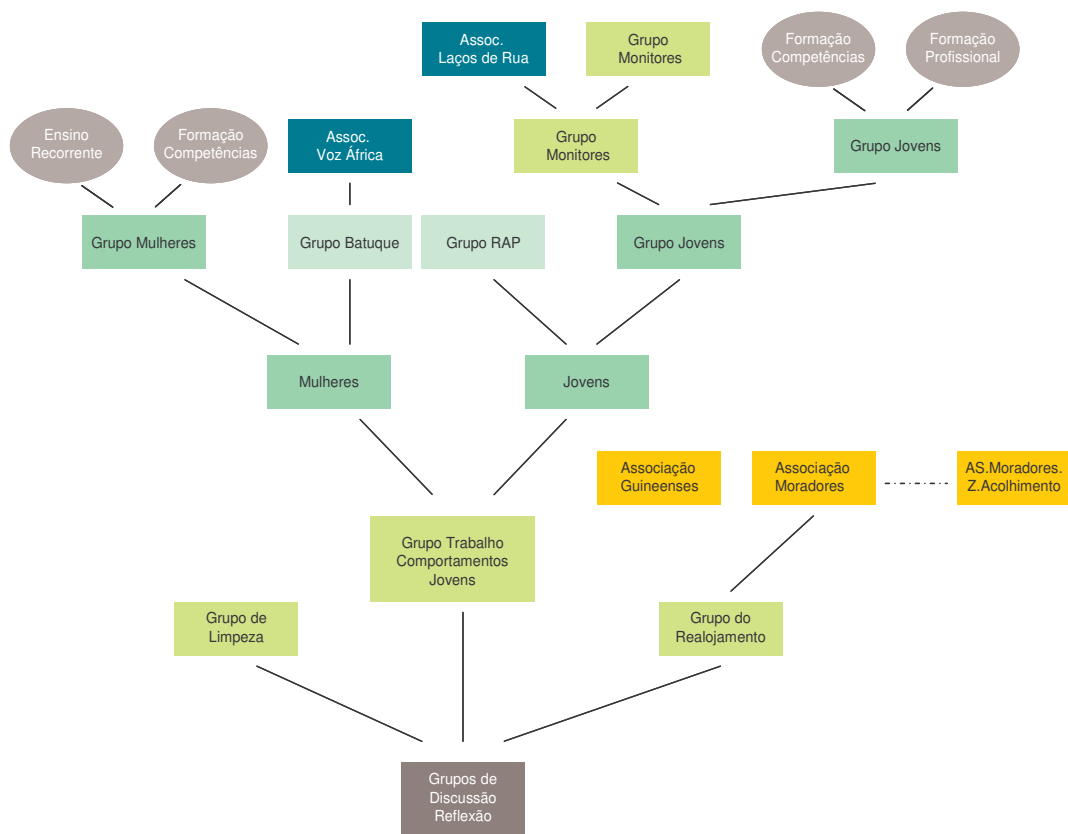 Assoc.
Laços de Rua
Grupo
Monitores
Formação
Competências
Formação
Profissional
Ensino
Recorrente
Formação
Competências
Assoc.
Voz África
Grupo
Monitores
Grupo Jovens
Grupo Mulheres
Grupo Batuque
Grupo RAP
Grupo Jovens
Mulheres
Jovens
Associação
Guineenses
Associação
Moradores
AS.Moradores.
Z.Acolhimento
Grupo Trabalho
Comportamentos
Jovens
Grupo de
Limpeza
Grupo do
Realojamento
Grupos de
Discussão
Reflexão